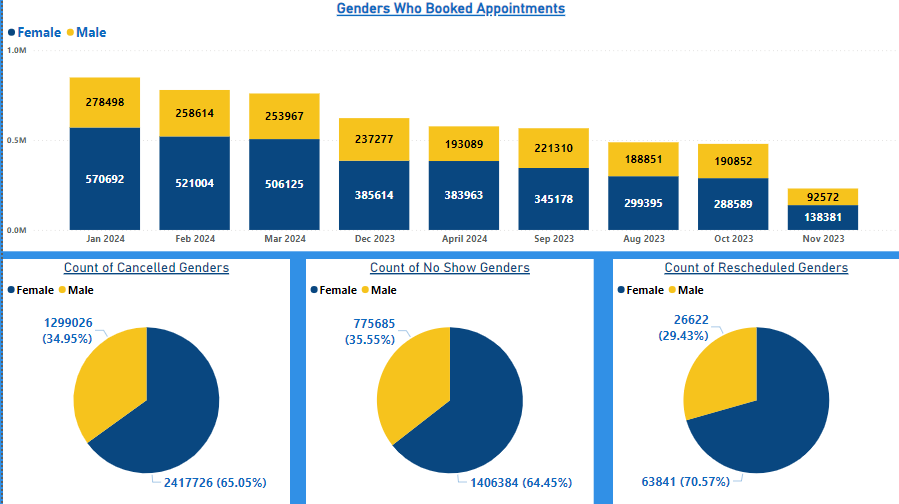 Genders Who Booked Appointments
Female Male
1.0M
0.5M
0.0M
278498 258614 253967 237277 193089 221310 188851 190852 92572
570692 521004 506125 385614 383963 345178 299395 288589 138381
Jan 2024 Feb 2024 Mar 2024 Dec 2023 April 2024 Sep 2023 Aug 2023 Oct 2023 Nov 2023
Count of Cancelled Genders
Female Male
1299026
(34.95%)
2417726 (65.05%)
Count of No Show Genders
Female Male
775685
(35.55%)
1406384 (64.45%)
Count of Rescheduled Genders
Female Male
26622
(29.43%)
63841 (70.57%)